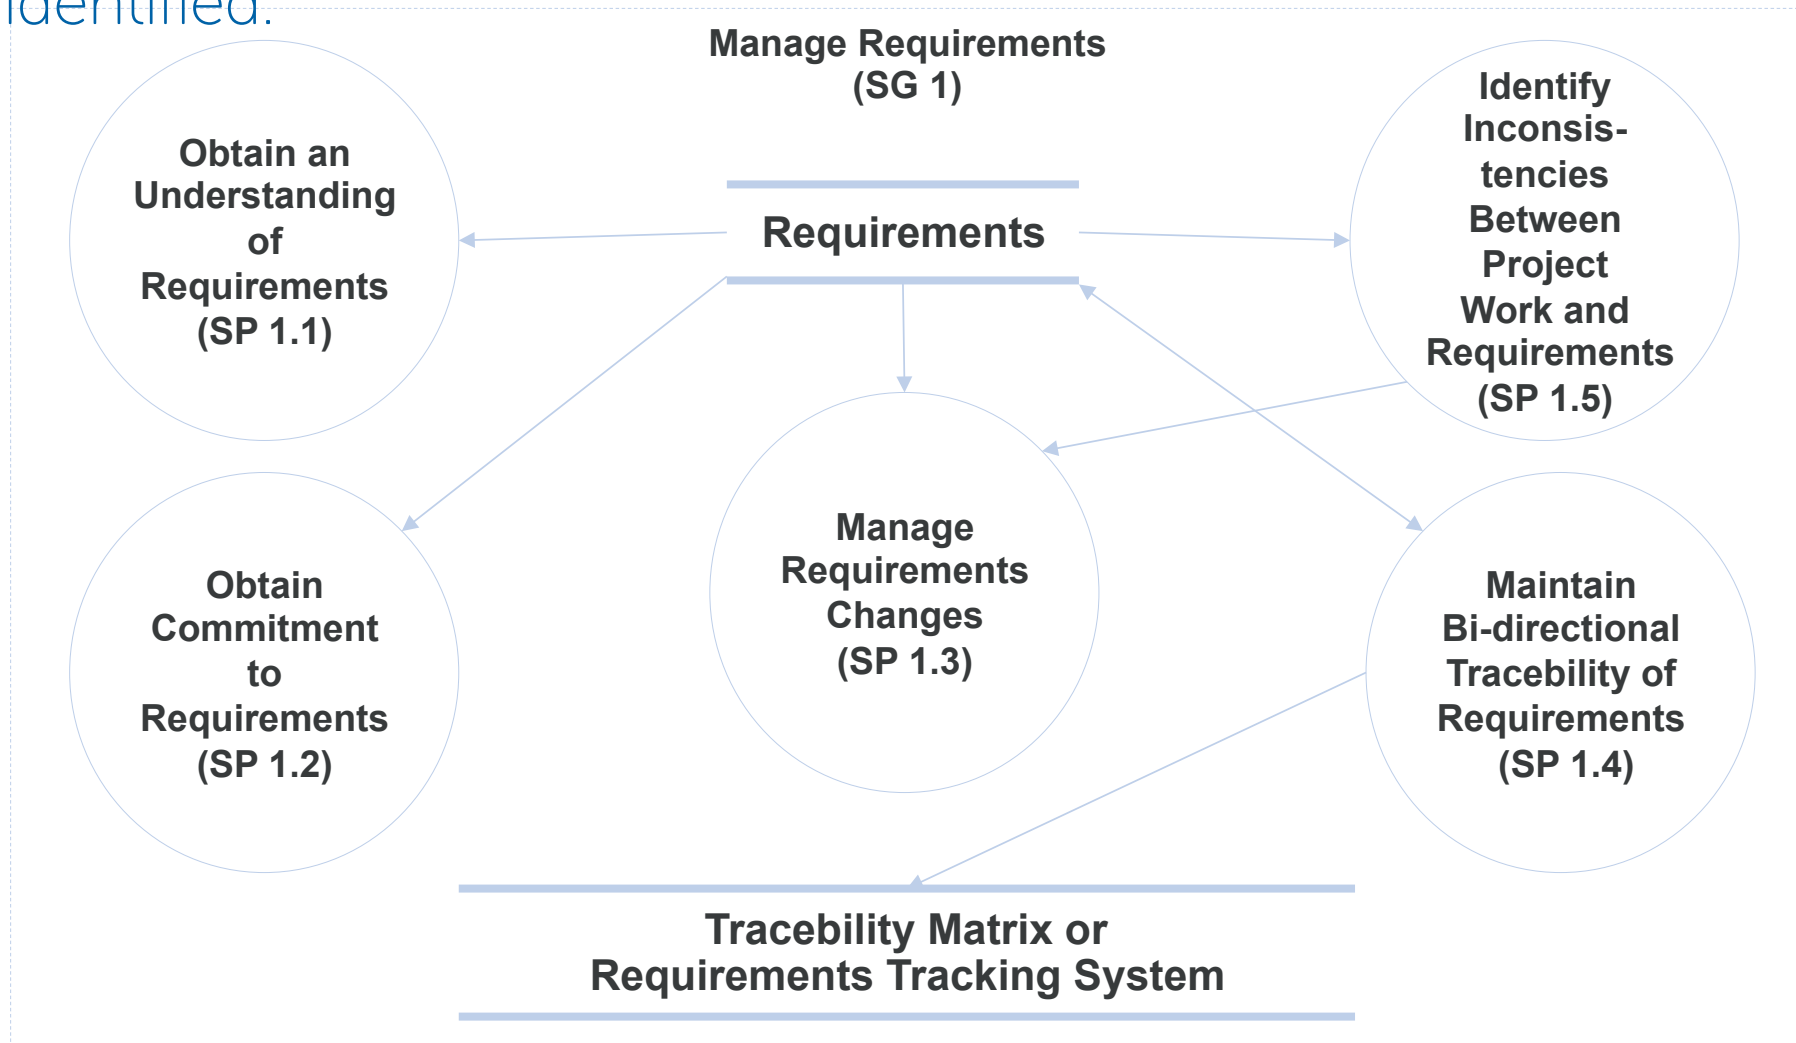 identified.
Manage Requirements
(SG 1)
Obtain an
Understanding
of
Requirements
(SP 1.1)
Requirements
Identify
Inconsis-
tencies
Between
Project
Work and
Requirements
(SP 1.5)
Obtain
Commitment
to
Requirements
(SP 1.2)
Manage
Requirements
Changes
(SP 1.3)
Maintain
Bi-directional
Tracebility of
Requirements
(SP 1.4)
Tracebility Matrix or
Requirements Tracking System